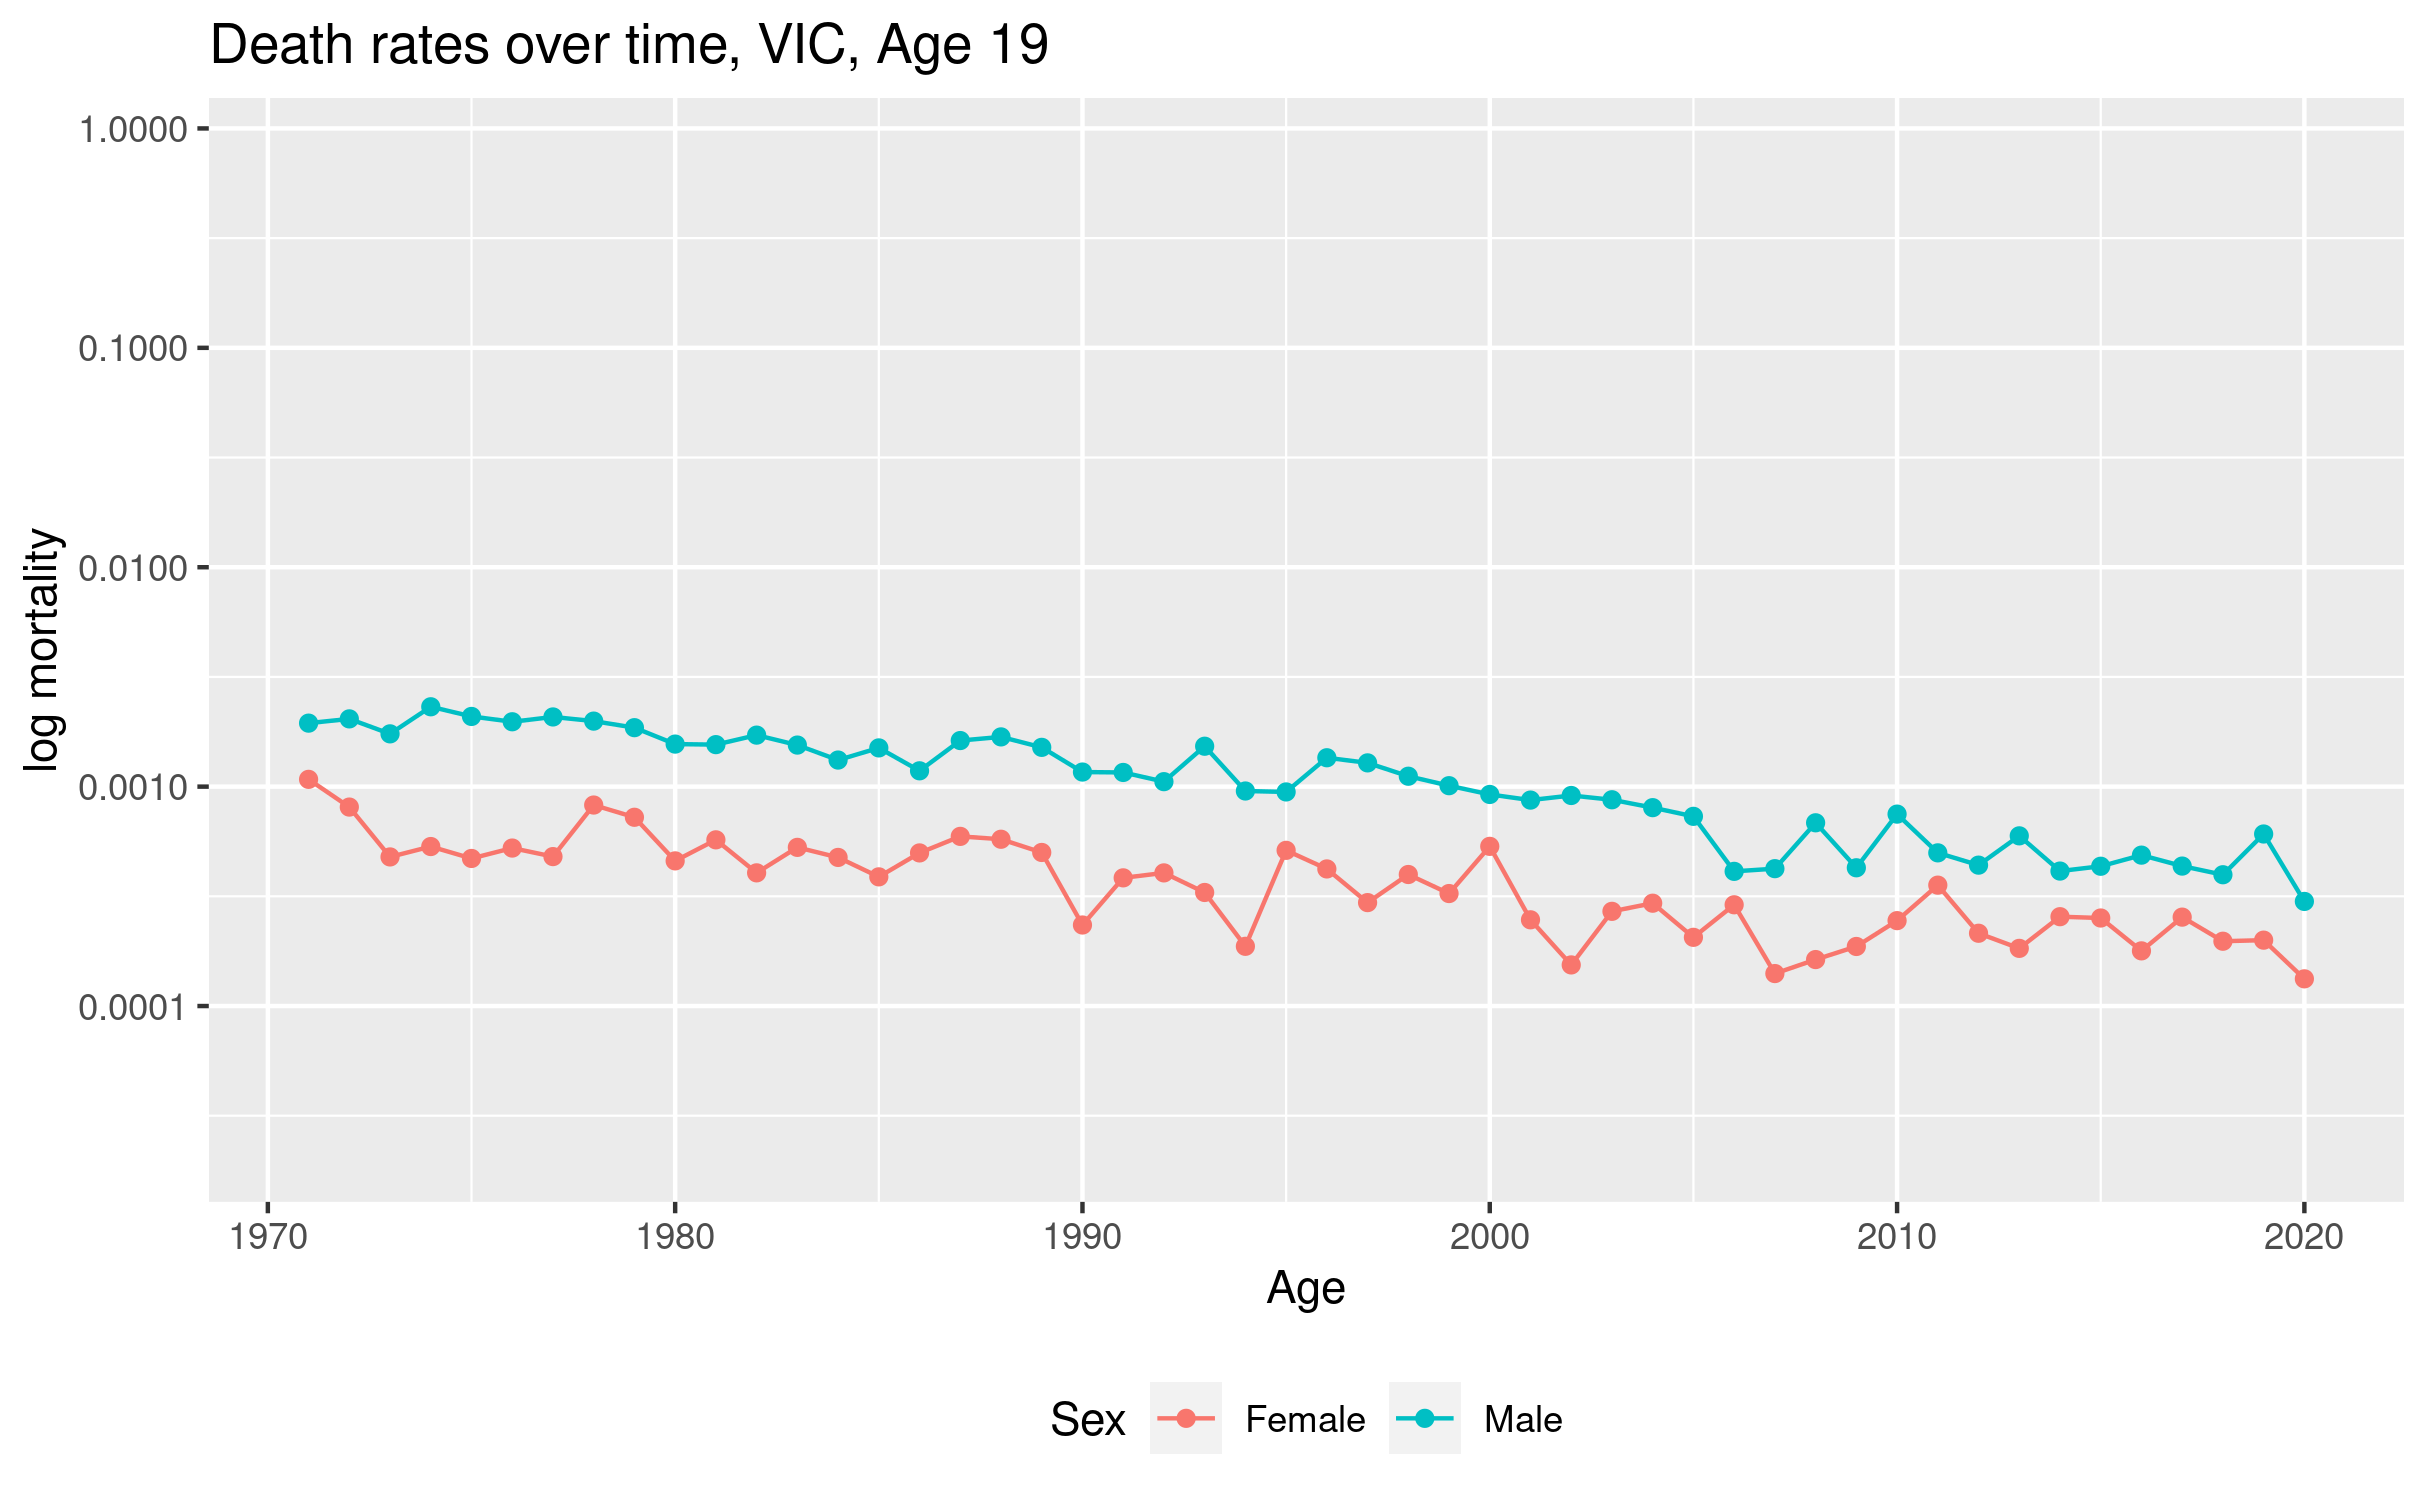 Death rates over time, VIC, Age 19
log mortality
1.0000
0.1000
0.0100
0.0010
0.0001
1970 1980 1990 2000 2010 2020
Age
Sex Female Male